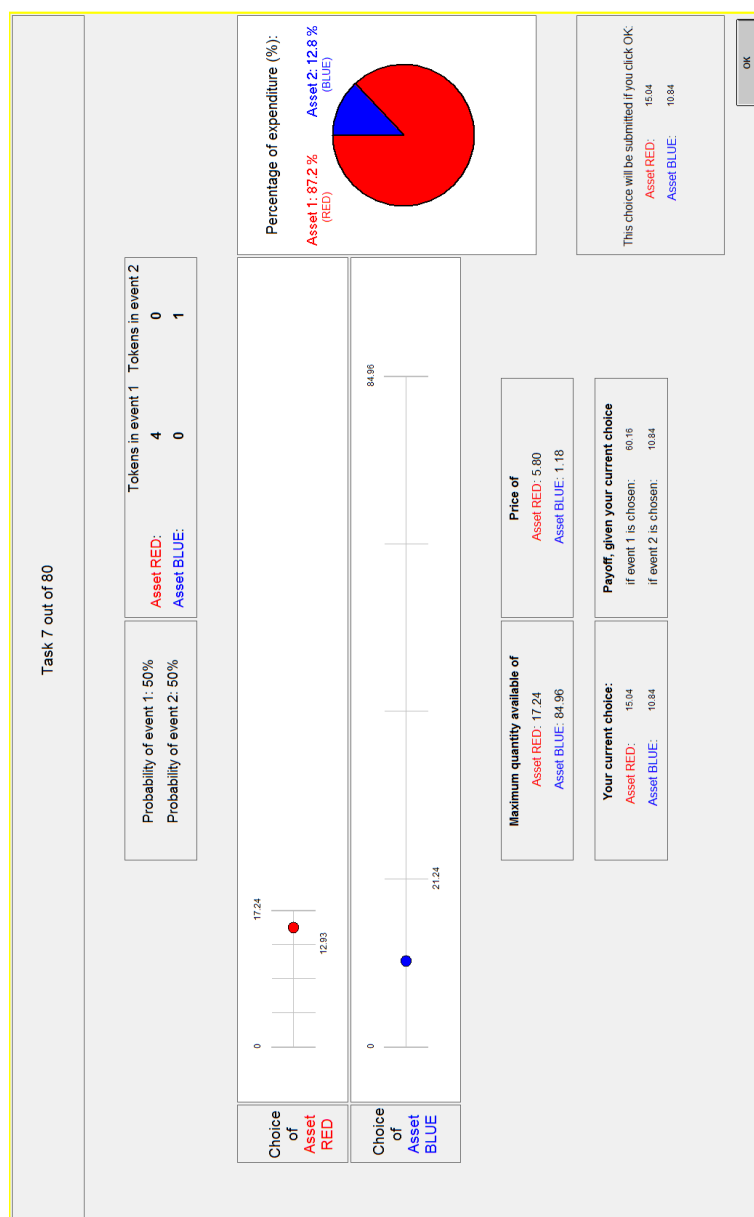 Task 7 out of 80
Probability of event 1: 50%
Probability of event 2: 50%
Tokens in event 1 Tokens in event 2
Asset RED: 4 0
Asset BLUE: 0 1
Choice
of
Asset
RED
0
17.24
12.93
Choice
of
Asset
BLUE
0
84.96
21.24
Percentage of expenditure (%):
Asset 1: 87.2 % Asset 2: 12.8 %
(RED) (BLUE)
Maximum quantity available of
Asset RED: 17.24
Asset BLUE: 84.96
Price of
Asset RED: 5.80
Asset BLUE: 1.18
Your current choice:
Asset RED: 15.04
Asset BLUE: 10.84
Payoff, given your current choice
if event 1 is chosen: 60.16
if event 2 is chosen: 10.84
This choice will be submitted if you click OK:
Asset RED: 15.04
Asset BLUE: 10.84
OK